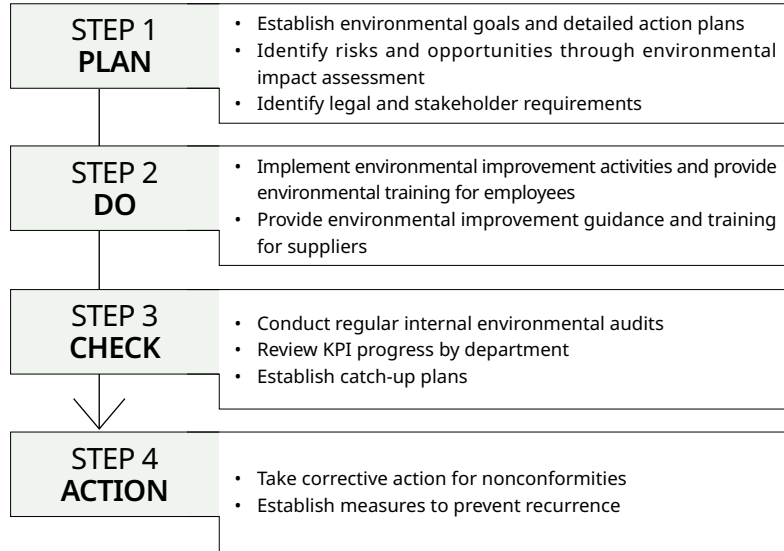 STEP 1
PLAN
• Establish environmental goals and detailed action plans
• Identify risks and opportunities through environmental
impact assessment
• Identify legal and stakeholder requirements
STEP 2
DO
• Implement environmental improvement activities and provide
environmental training for employees
• Provide environmental improvement guidance and training
for suppliers
STEP 3
CHECK
• Conduct regular internal environmental audits
• Review KPI progress by department
• Establish catch-up plans
STEP 4
ACTION
• Take corrective action for nonconformities
• Establish measures to prevent recurrence